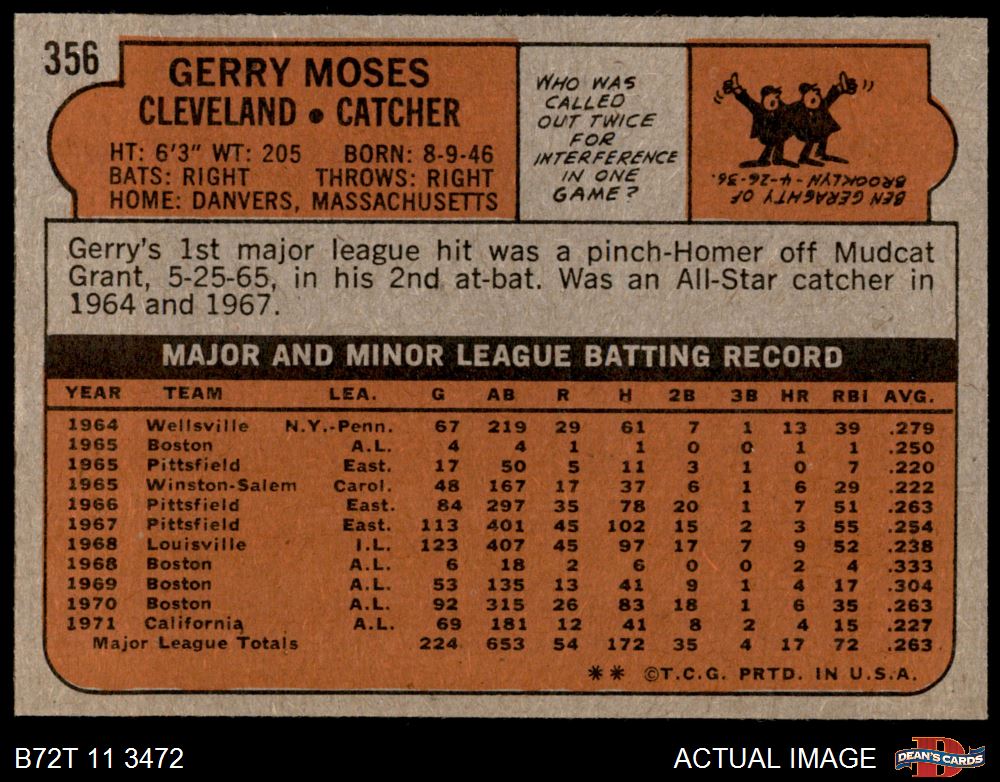 356
GERRY MOSES
CLEVELAND • CATCHER
HT: 6'3" WT: 205 BORN: 8-9-46
BATS: RIGHT THROWS: RIGHT
HOME: DANVERS, MASSACHUSETTS
WHO WAS
CALLED
OUT TWICE
FOR
INTERFERENCE
IN ONE
GAME?
BEN GERAGHTY OF
BROOKLYN - 4-26-36.
Gerry's 1st major league hit was a pinch-Homer off Mudcat
Grant, 5-25-65, in his 2nd at-bat. Was an All-Star catcher in
1964 and 1967.
MAJOR AND MINOR LEAGUE BATTING RECORD
YEAR TEAM LEA. G AB R H 2B 3B HR RBI AVG.
1964 Wellsville N.Y.-Penn. 67 219 29 61 7 1 13 39 .279
1965 Boston A.L. 4 4 1 1 0 0 1 1 .250
1965 Pittsfield East. 17 50 5 11 3 1 0 7 .220
1965 Winston-Salem Carol. 48 167 17 37 6 1 6 29 .222
1966 Pittsfield East. 84 297 35 78 20 1 7 51 .263
1967 Pittsfield East. 113 401 45 102 15 2 3 55 .254
1968 Louisville I.L. 123 407 45 97 17 7 9 52 .238
1968 Boston A.L. 6 18 2 6 0 0 2 4 .333
1969 Boston A.L. 53 135 13 41 9 1 4 17 .304
1970 Boston A.L. 92 315 26 83 18 1 6 35 .263
1971 California A.L. 69 181 12 41 8 2 4 15 .227
Major League Totals 224 653 54 172 35 4 17 72 .263
** ©T.C.G. PRTD. IN U.S.A.
B72T 11 3472
ACTUAL IMAGE
D
DEAN'S CARDS